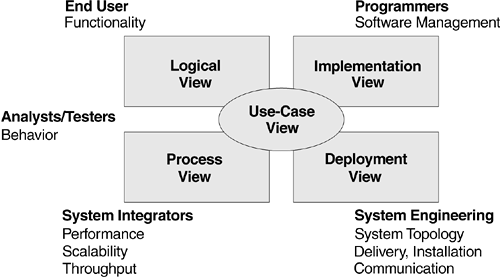 End User
Functionality
Programmers
Software Management
Logical
View
Implementation
View
Analysts/Testers
Behavior
Use-Case
View
Process
View
Deployment
View
System Integrators
Performance
Scalability
Throughput
System Engineering
System Topology
Delivery, Installation
Communication